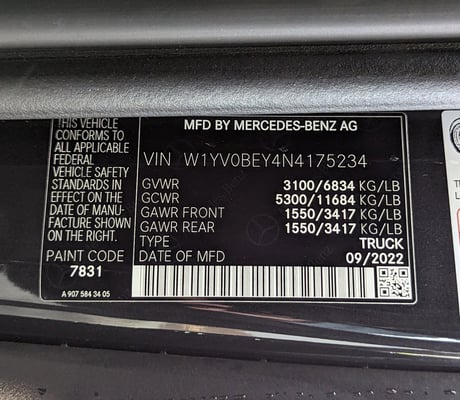 THIS VEHICLE
CONFORMS TO
ALL APPLICABLE
FEDERAL
VEHICLE SAFETY
STANDARDS IN
EFFECT ON THE
DATE OF MANU-
FACTURE SHOWN
ON THE RIGHT.
PAINT CODE
7831
A 907 584 34 05
MFD BY MERCEDES-BENZ AG
VIN W1YV0BEY4N4175234
GVWR 3100/6834 KG/LB
GCWR 5300/11684 KG/LB
GAWR FRONT 1550/3417 KG/LB
GAWR REAR 1550/3417 KG/LB
TYPE TRUCK
DATE OF MFD 09/2022